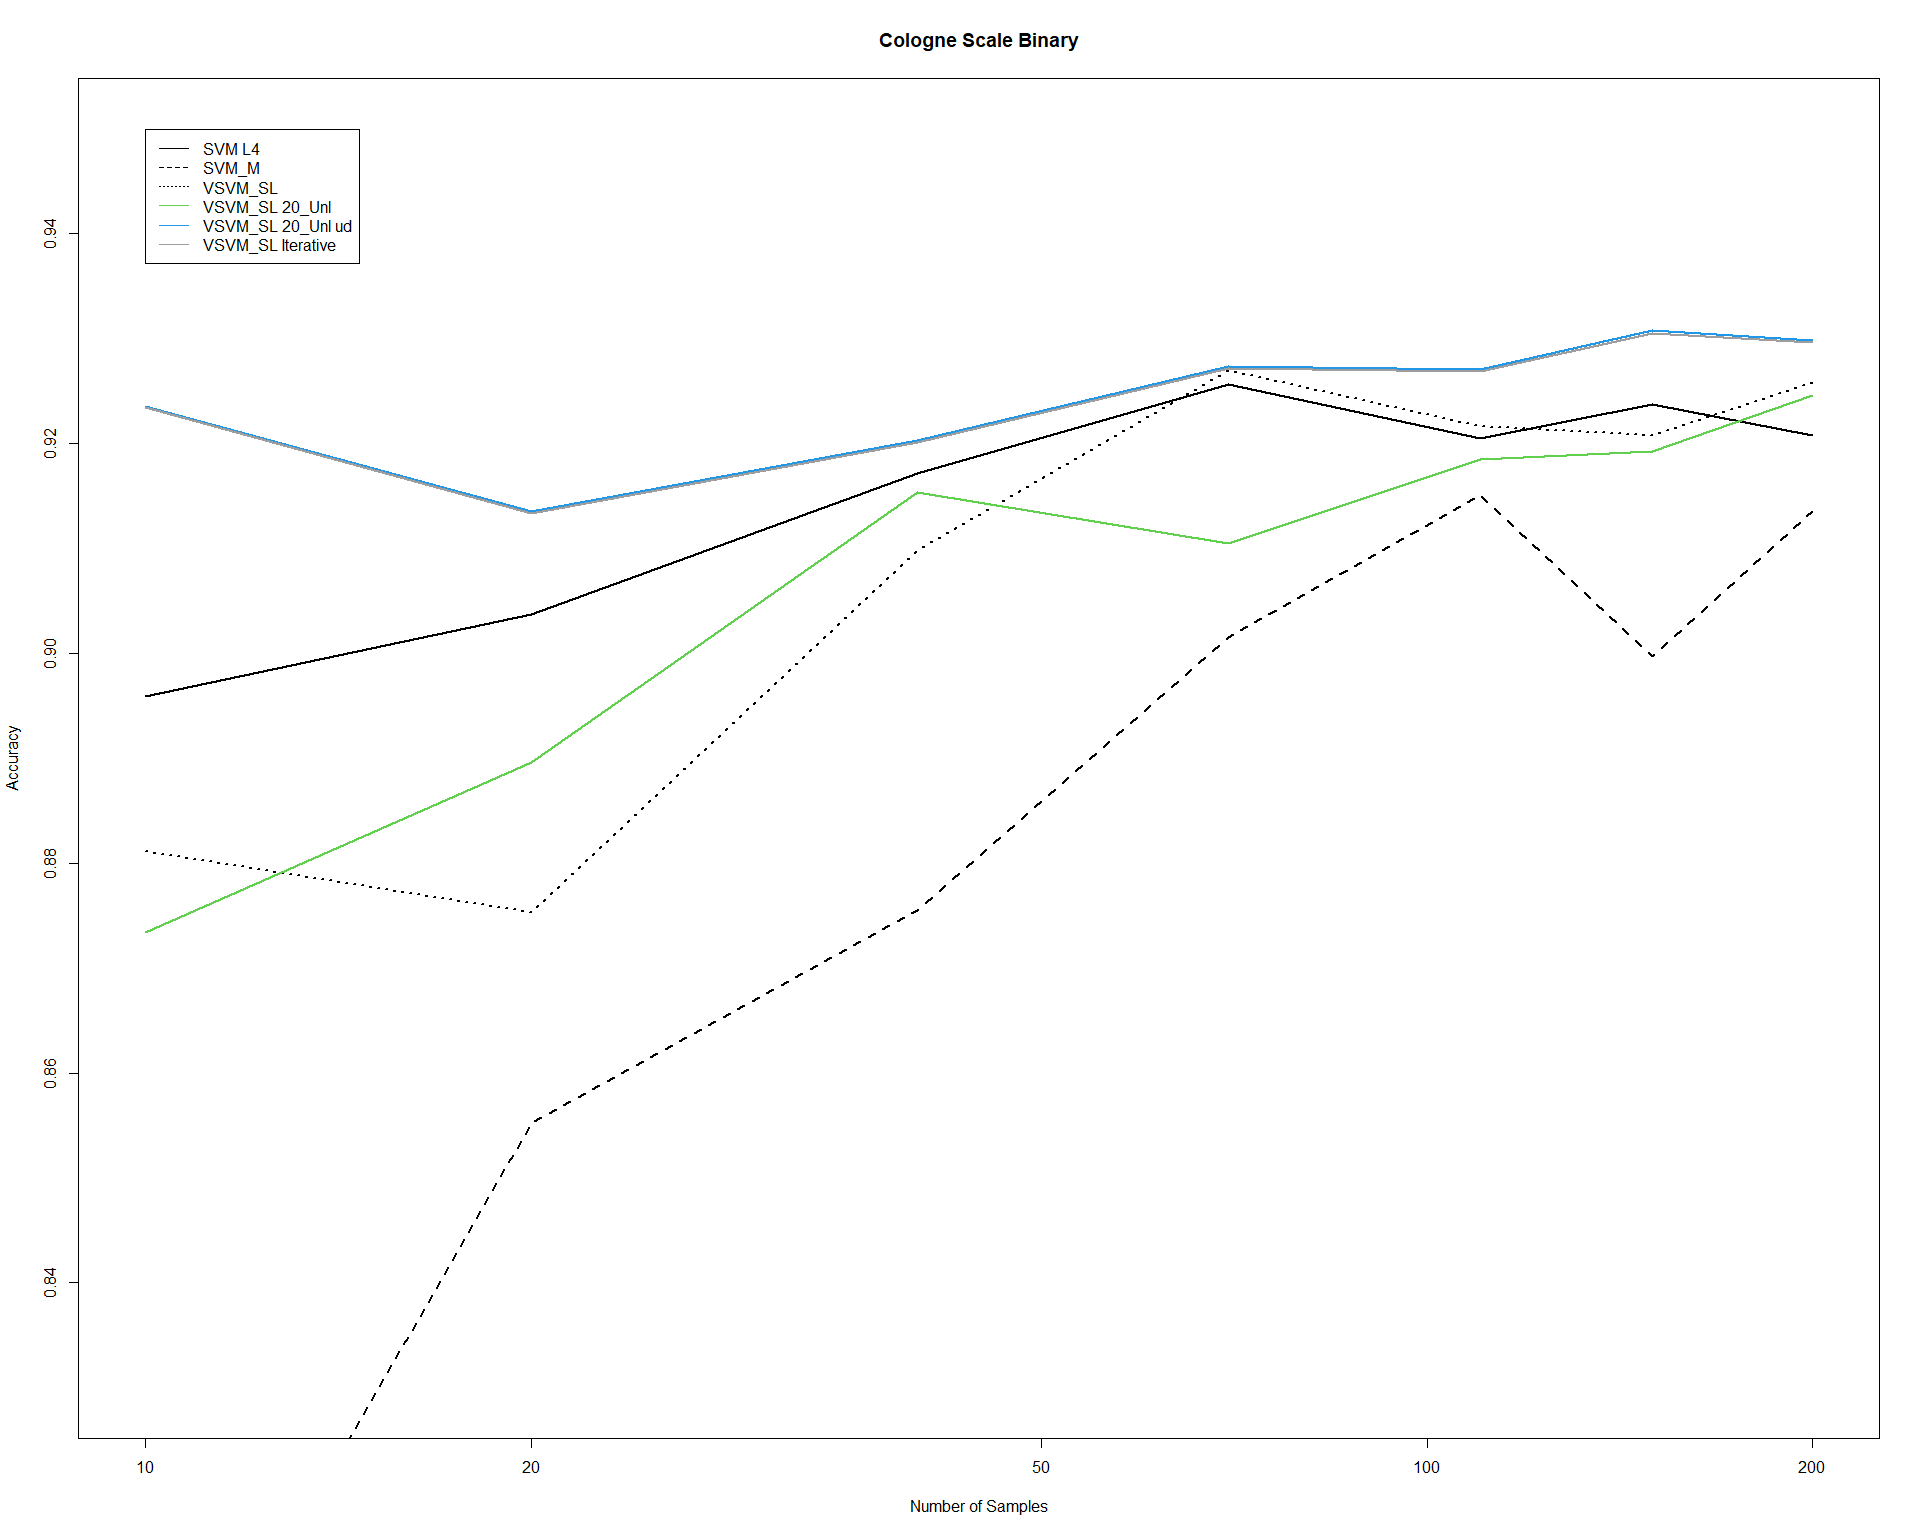 Cologne Scale Binary
SVM L4
SVM_M
VSVM_SL
VSVM_SL 20_Unl
VSVM_SL 20_Unl ud
VSVM_SL Iterative
0.94
0.92
0.90
0.88
0.86
0.84
Accuracy
10 20 50 100 200
Number of Samples